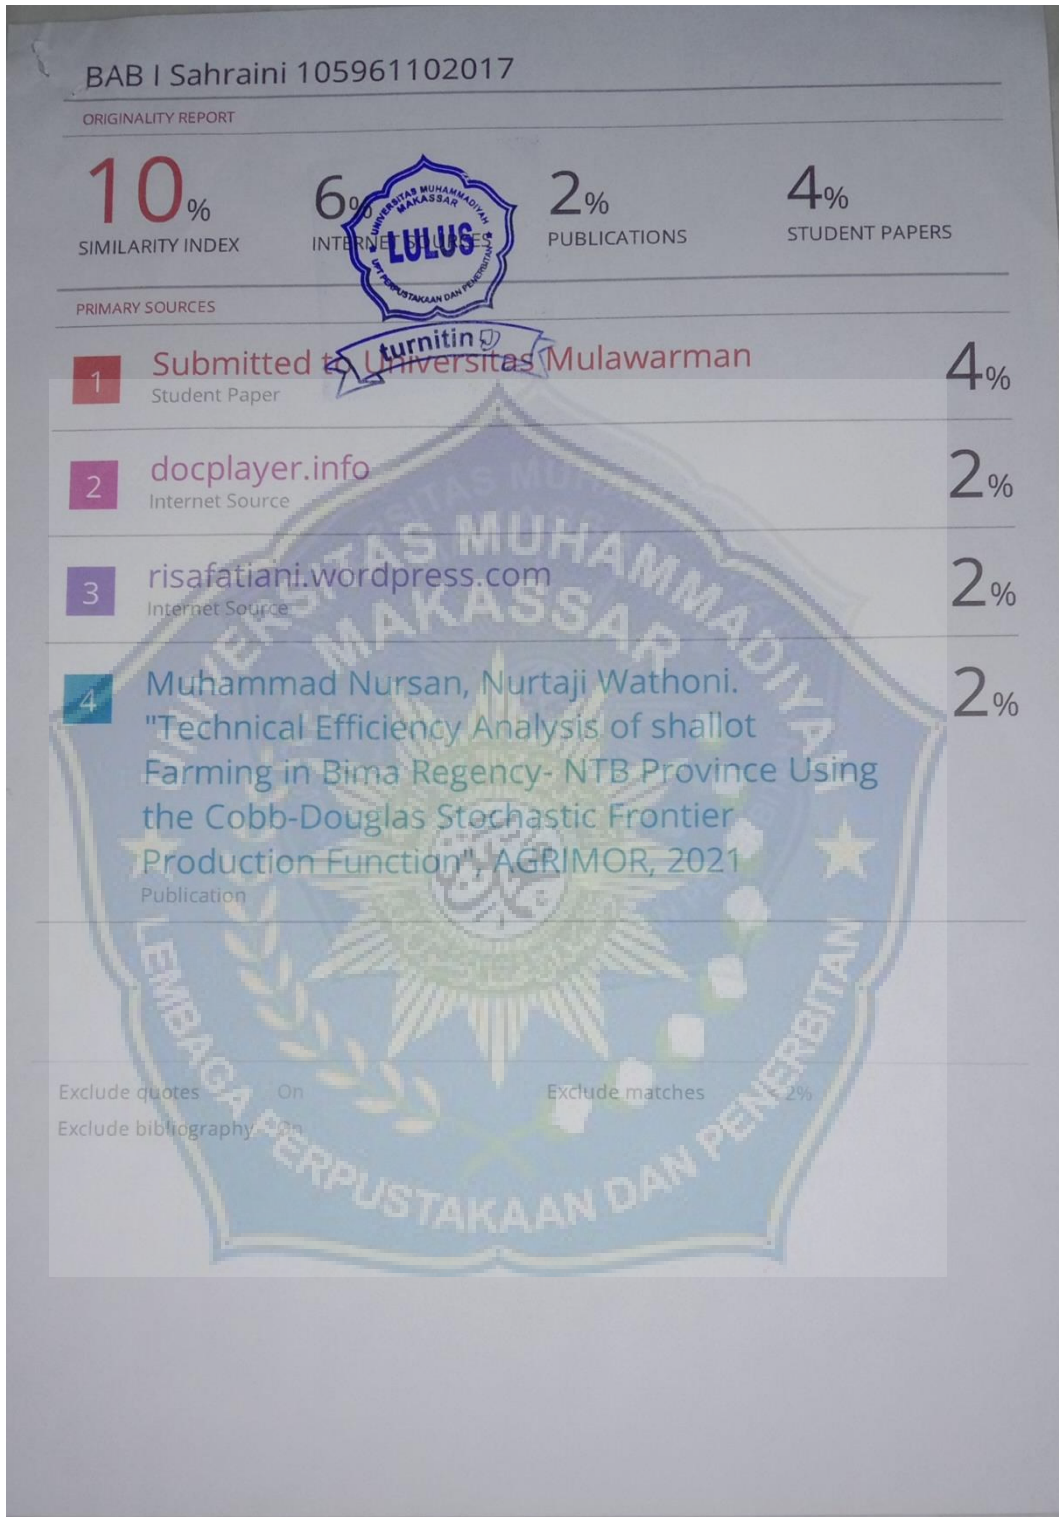 BAB I Sahraini 105961102017
ORIGINALITY REPORT
10%
SIMILARITY INDEX
6%
INTERNET SOURCES
2%
PUBLICATIONS
4%
STUDENT PAPERS
UNIVERSITAS MUHAMMADIYAH
MAKASSAR
LULUS
UPT PERPUSTAKAAN DAN PENERBITAN
turnitin
PRIMARY SOURCES
1
Submitted to Universitas Mulawarman
Student Paper
4%
2
docplayer.info
Internet Source
2%
3
risafatiani.wordpress.com
Internet Source
2%
4
Muhammad Nursan, Nurtaji Wathoni.
"Technical Efficiency Analysis of shallot
Farming in Bima Regency- NTB Province Using
the Cobb-Douglas Stochastic Frontier
Production Function", AGRIMOR, 2021
Publication
2%
Exclude quotes On
Exclude matches < 2%
Exclude bibliography On
UNIVERSITAS MUHAMMADIYAH
MAKASSAR
LEMBAGA PERPUSTAKAAN DAN PENERBITAN